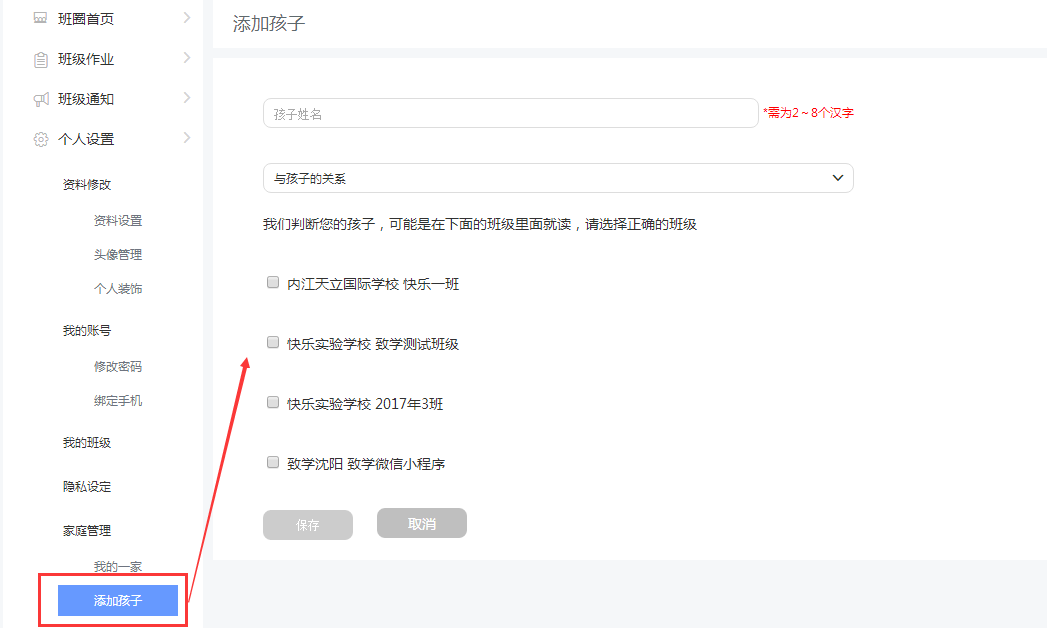 班圈首页
班级作业
班级通知
个人设置
资料修改
资料设置
头像管理
个人装饰
我的账号
修改密码
绑定手机
我的班级
隐私设定
家庭管理
我的一家
添加孩子
添加孩子
孩子姓名 *需为2～8个汉字
与孩子的关系
我们判断您的孩子，可能是在下面的班级里面就读，请选择正确的班级
内江天立国际学校 快乐一班
快乐实验学校 致学测试班级
快乐实验学校 2017年3班
致学沈阳 致学微信小程序
保存 取消